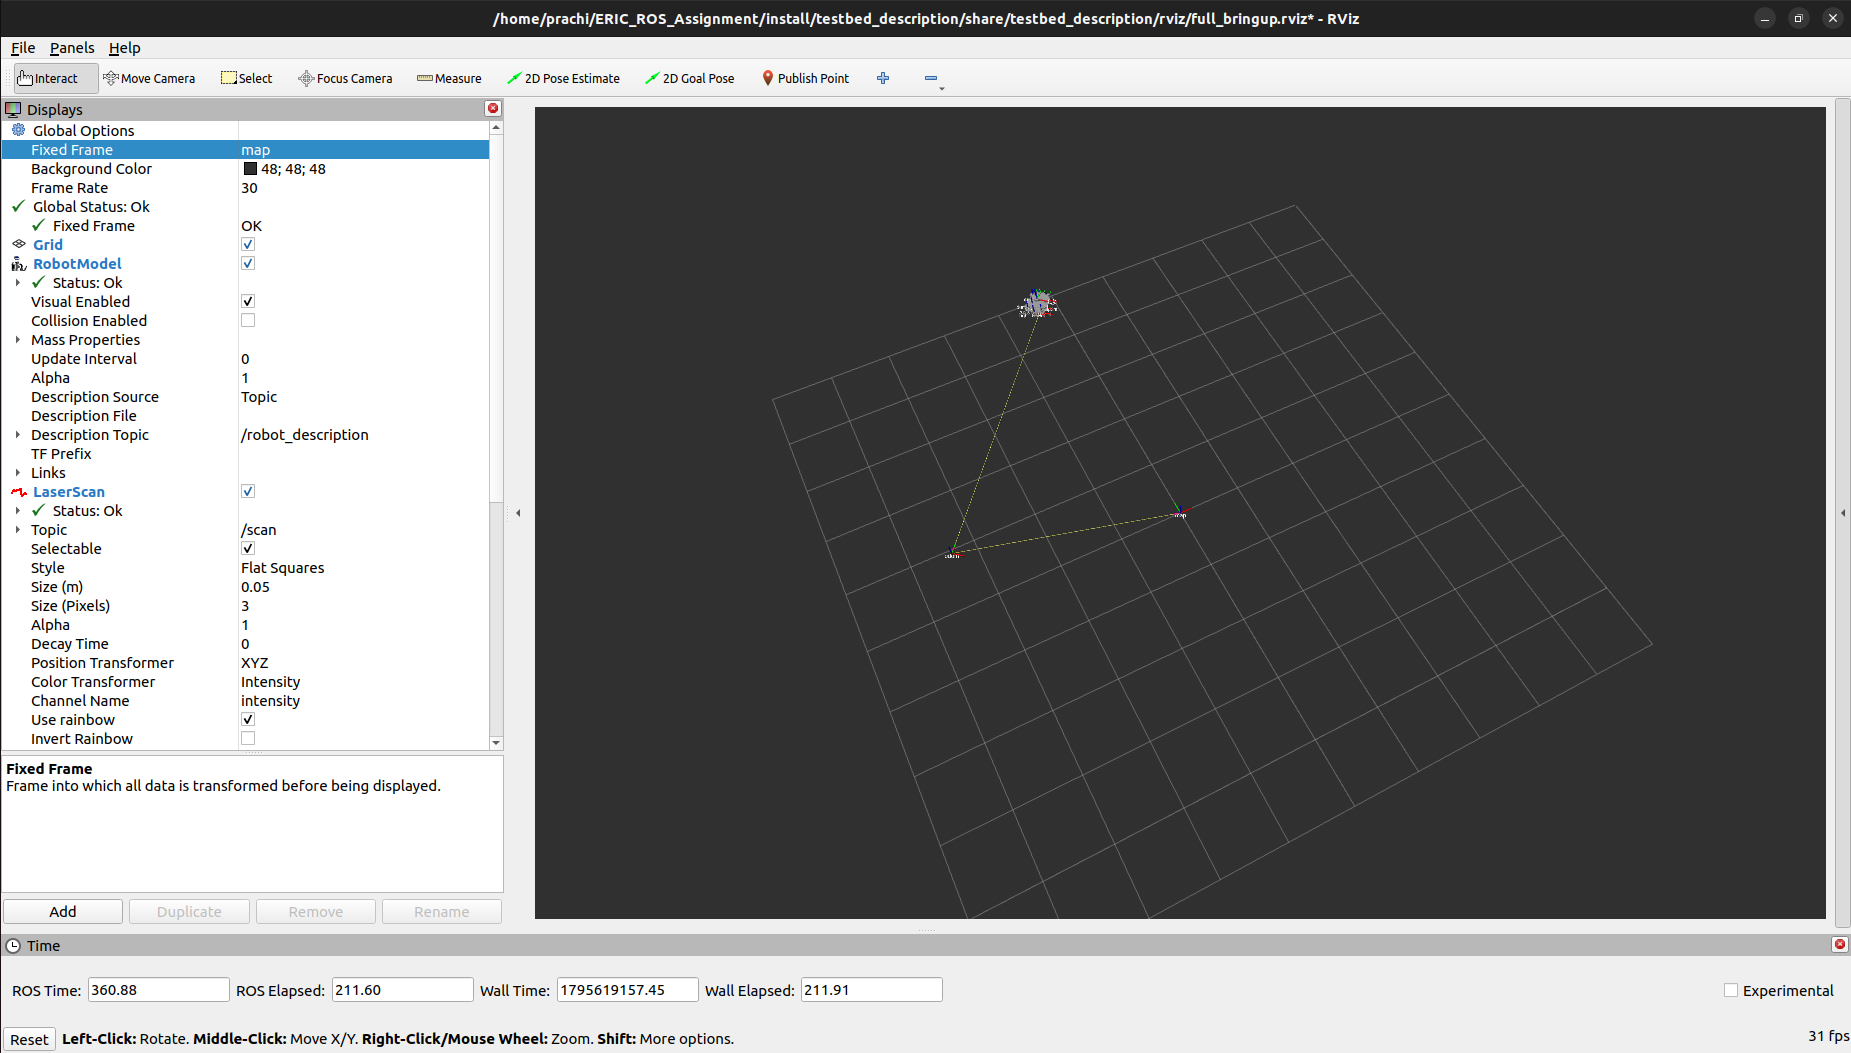 /home/prachi/ERIC_ROS_Assignment/install/testbed_description/share/testbed_description/rviz/full_bringup.rviz* - RViz
File Panels Help
Interact Move Camera Select Focus Camera Measure 2D Pose Estimate 2D Goal Pose Publish Point
Displays
Global Options
Fixed Frame map
Background Color 48; 48; 48
Frame Rate 30
Global Status: Ok
Fixed Frame OK
Grid
RobotModel
Status: Ok
Visual Enabled
Collision Enabled
Mass Properties
Update Interval 0
Alpha 1
Description Source Topic
Description File
Description Topic /robot_description
TF Prefix
Links
LaserScan
Status: Ok
Topic /scan
Selectable
Style Flat Squares
Size (m) 0.05
Size (Pixels) 3
Alpha 1
Decay Time 0
Position Transformer XYZ
Color Transformer Intensity
Channel Name intensity
Use rainbow
Invert Rainbow
map
odom
Fixed Frame
Frame into which all data is transformed before being displayed.
Add Duplicate Remove Rename
Time
ROS Time: 360.88 ROS Elapsed: 211.60 Wall Time: 1795619157.45 Wall Elapsed: 211.91 Experimental
Reset Left-Click: Rotate. Middle-Click: Move X/Y. Right-Click/Mouse Wheel: Zoom. Shift: More options. 31 fps